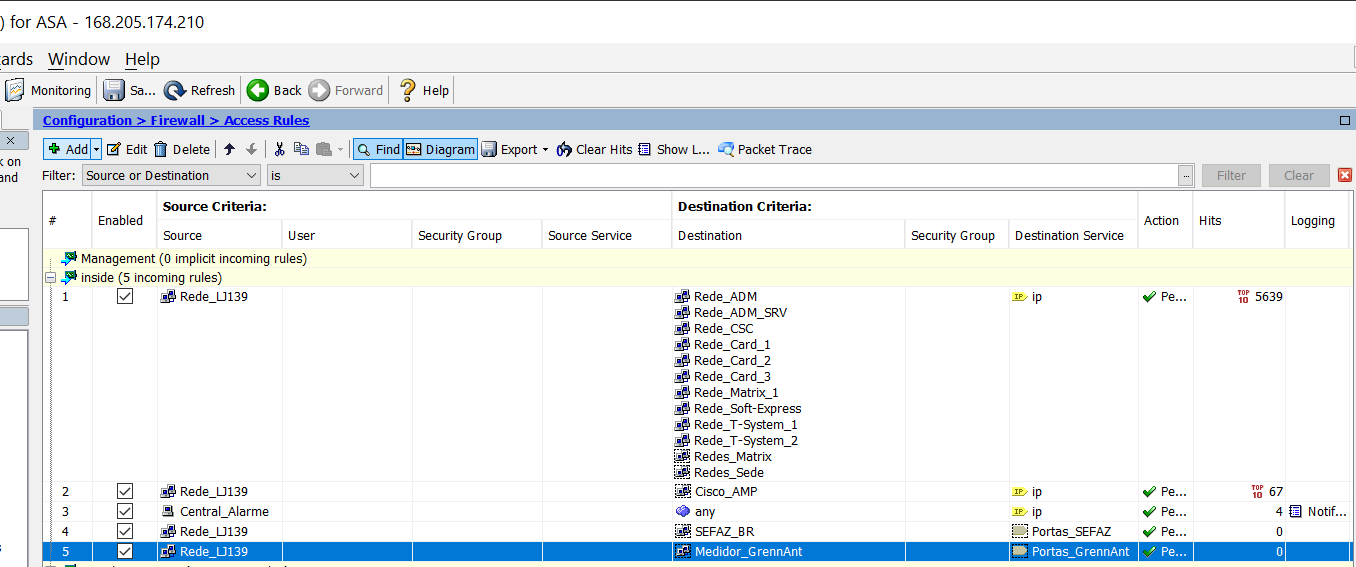 ) for ASA - 168.205.174.210
ards Window Help
Monitoring Sa... Refresh Back Forward ? Help
Configuration > Firewall > Access Rules
k on
and
Add Edit Delete Find Diagram Export Clear Hits Show L... Packet Trace
Filter: Source or Destination is ... Filter Clear
# Enabled Source Criteria: Destination Criteria: Action Hits Logging
Source User Security Group Source Service Destination Security Group Destination Service
Management (0 implicit incoming rules)
inside (5 incoming rules)
1 Rede_LJ139 Rede_ADM IP ip Pe... TOP 10 5639
Rede_ADM_SRV
Rede_CSC
Rede_Card_1
Rede_Card_2
Rede_Card_3
Rede_Matrix_1
Rede_Soft-Express
Rede_T-System_1
Rede_T-System_2
Redes_Matrix
Redes_Sede
2 Rede_LJ139 Cisco_AMP IP ip Pe... TOP 10 67
3 Central_Alarme any IP ip Pe... 4 Notif...
4 Rede_LJ139 SEFAZ_BR Portas_SEFAZ Pe... 0
5 Rede_LJ139 Medidor_GrennAnt Portas_GrennAnt Pe... 0